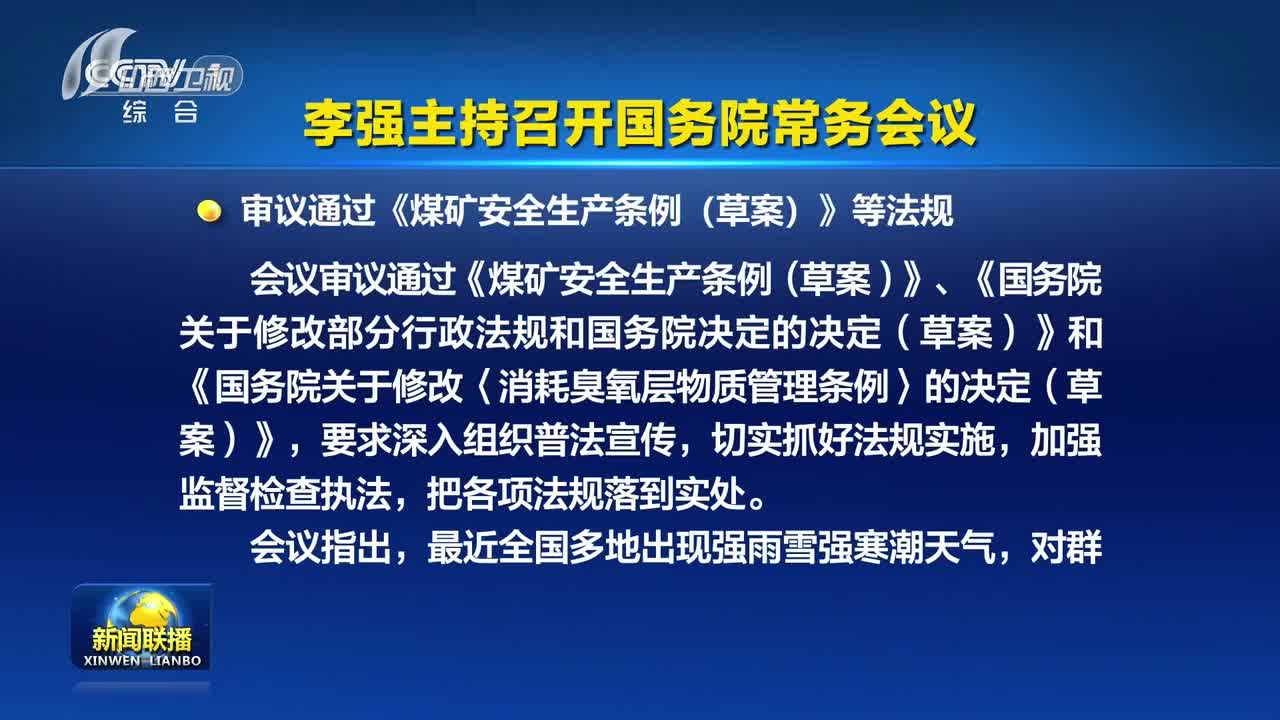 CCTV 1
山西卫视
综合
李强主持召开国务院常务会议
审议通过《煤矿安全生产条例（草案）》等法规
会议审议通过《煤矿安全生产条例（草案）》、《国务院
关于修改部分行政法规和国务院决定的决定（草案）》和
《国务院关于修改〈消耗臭氧层物质管理条例〉的决定（草
案）》，要求深入组织普法宣传，切实抓好法规实施，加强
监督检查执法，把各项法规落到实处。
会议指出，最近全国多地出现强雨雪强寒潮天气，对群
新闻联播
XINWEN LIANBO